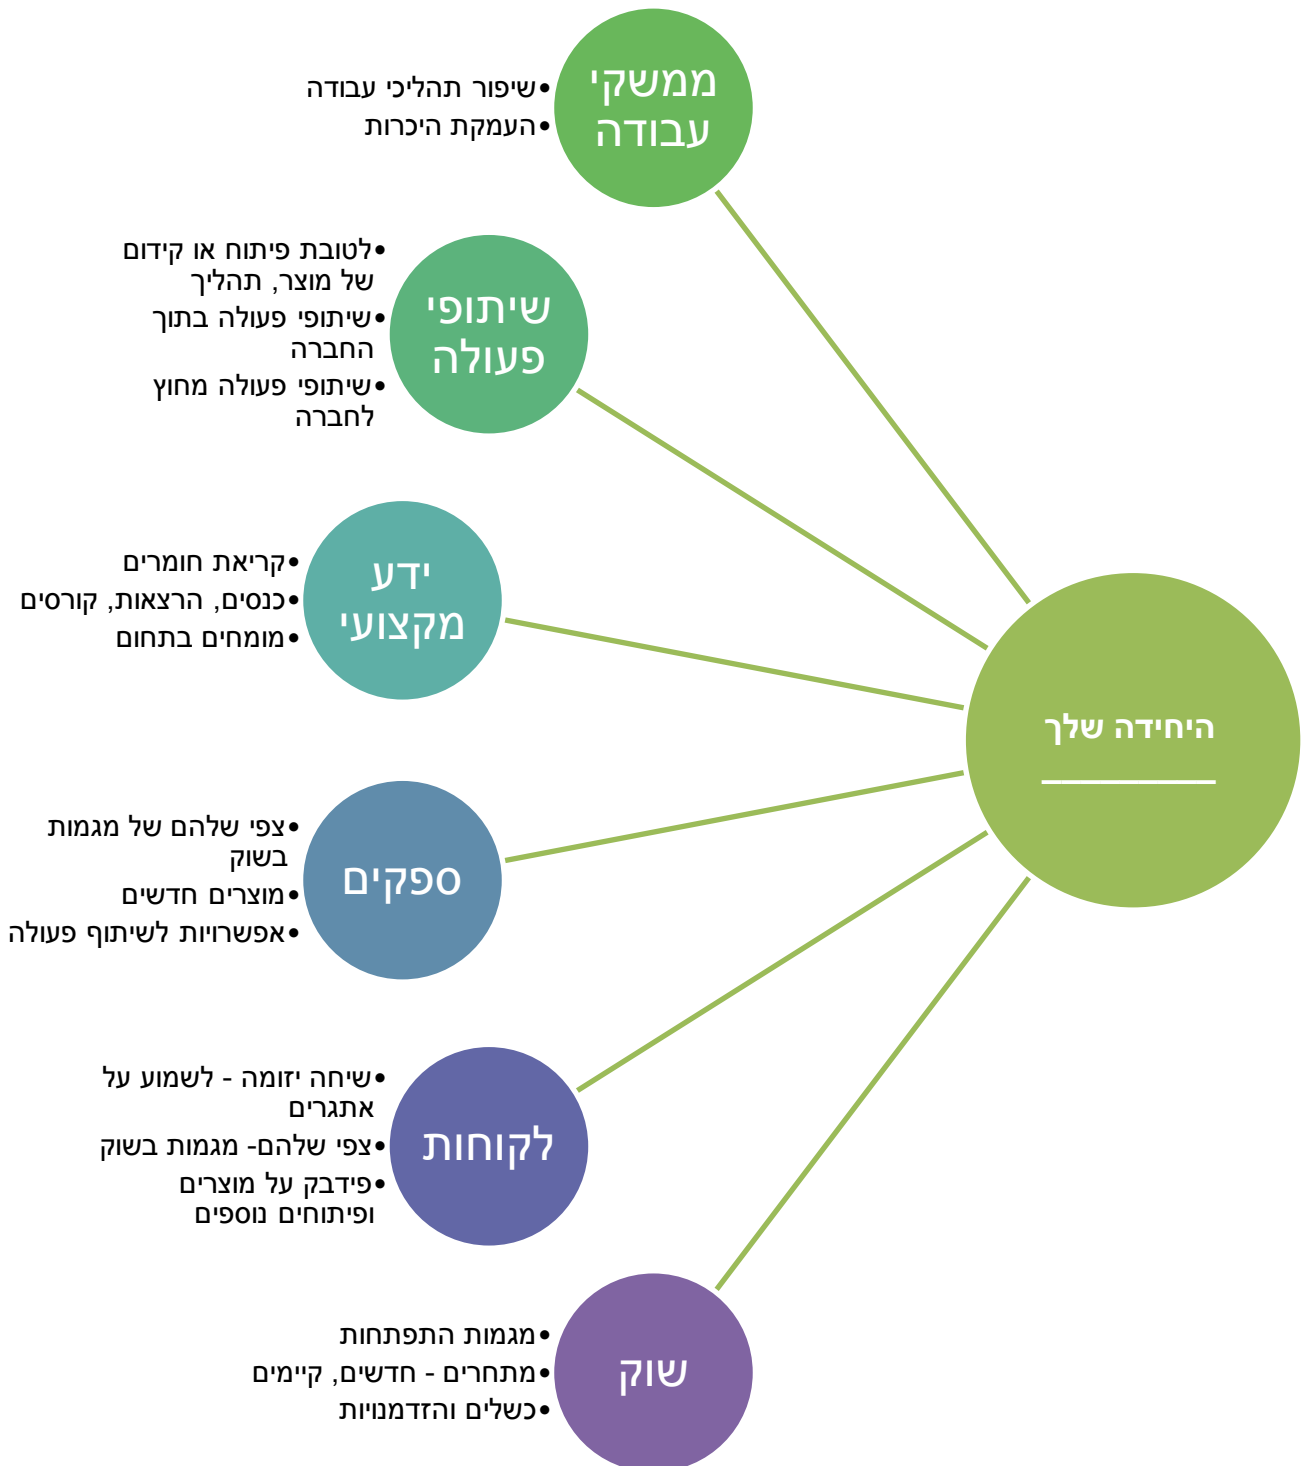 ממשקי
עבודה
•שיפור תהליכי עבודה
•העמקת היכרות
שיתופי
פעולה
•לטובת פיתוח או קידום
של מוצר, תהליך
•שיתופי פעולה בתוך
החברה
•שיתופי פעולה מחוץ
לחברה
ידע
מקצועי
•קריאת חומרים
•כנסים, הרצאות, קורסים
•מומחים בתחום
היחידה שלך
____________
ספקים
•צפי שלהם של מגמות
בשוק
•מוצרים חדשים
•אפשרויות לשיתוף פעולה
לקוחות
•שיחה יזומה - לשמוע על
אתגרים
•צפי שלהם- מגמות בשוק
•פידבק על מוצרים
ופיתוחים נוספים
שוק
•מגמות התפתחות
•מתחרים - חדשים, קיימים
•כשלים והזדמנויות